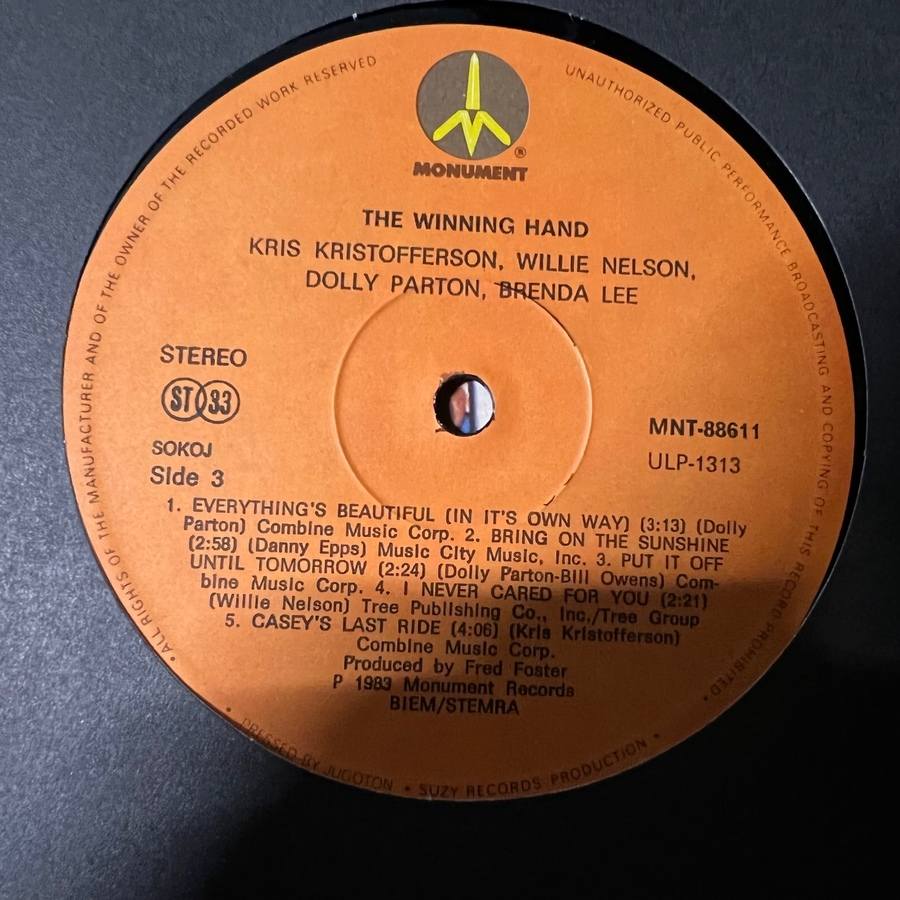 MONUMENT ®
THE WINNING HAND
KRIS KRISTOFFERSON, WILLIE NELSON,
DOLLY PARTON, BRENDA LEE
STEREO
ST 33
SOKOJ
Side 3
MNT-88611
ULP-1313
1. EVERYTHING'S BEAUTIFUL (IN IT'S OWN WAY) (3:13) (Dolly
Parton) Combine Music Corp. 2. BRING ON THE SUNSHINE
(2:58) (Danny Epps) Music City Music, Inc. 3. PUT IT OFF
UNTIL TOMORROW (2:24) (Dolly Parton-Bill Owens) Com-
bine Music Corp. 4. I NEVER CARED FOR YOU (2:21)
(Willie Nelson) Tree Publishing Co., Inc./Tree Group
5. CASEY'S LAST RIDE (4:06) (Kris Kristofferson)
Combine Music Corp.
Produced by Fred Foster
P 1983 Monument Records
BIEM/STEMRA
• ALL RIGHTS OF THE MANUFACTURER AND OF THE OWNER OF THE RECORDED WORK RESERVED
UNAUTHORIZED PUBLIC PERFORMANCE BROADCASTING AND COPYING OF THIS RECORD PROHIBITED •
• PRESSED BY JUGOTON • SUZY RECORDS PRODUCTION •